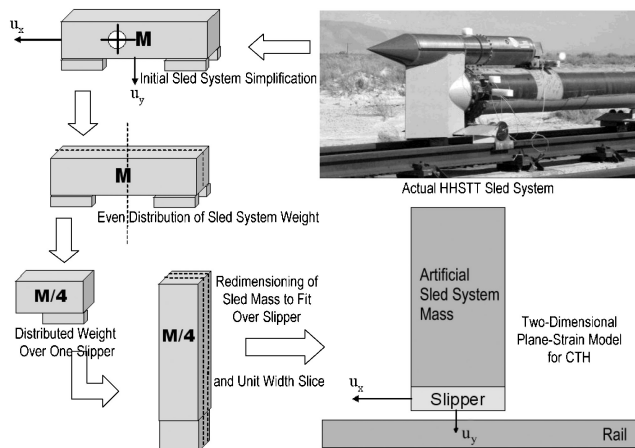 u_x
M
Initial Sled System Simplification
u_y
Actual HHSTT Sled System
M
Even Distribution of Sled System Weight
M/4
Distributed Weight
Over One Slipper
M/4
Redimensioning of
Sled Mass to Fit
Over Slipper
and Unit Width Slice
Artificial
Sled System
Mass
Two-Dimensional
Plane-Strain Model
for CTH
u_x
Slipper
u_y
Rail